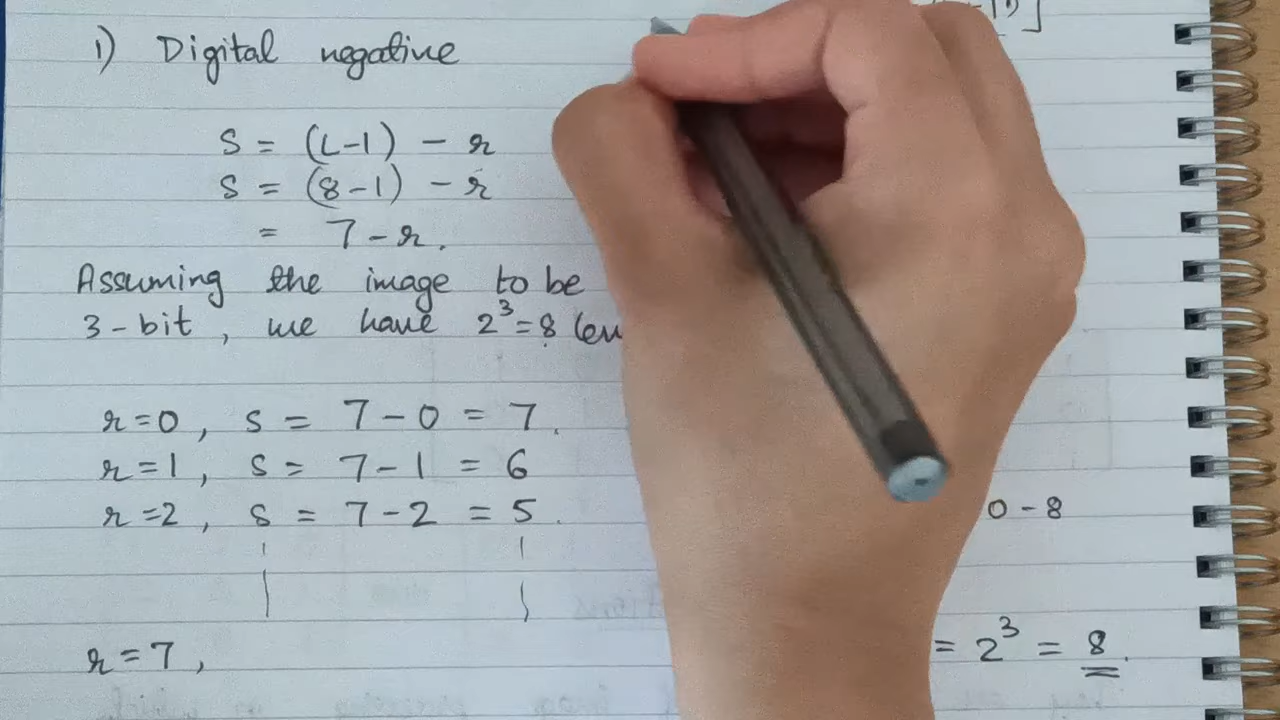 1) Digital negative
s = (L-1) - r
s = (8-1) - r
= 7 - r.
Assuming the image to be
3-bit, we have 2³=8
r=0, s = 7-0 = 7.
r=1, s = 7-1 = 6
r=2, s = 7-2 = 5.
0-8
r=7,
= 2³ = 8.